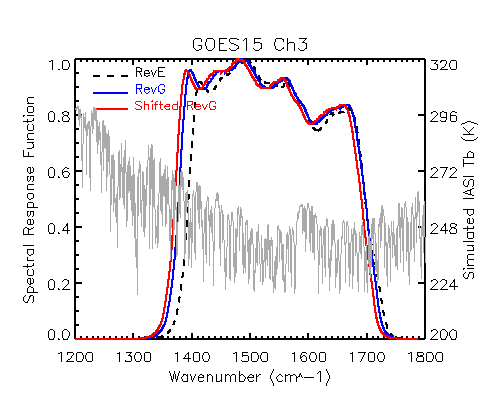 GOES15 Ch3
1.0
0.8
0.6
0.4
0.2
0.0
Spectral Response Function
RevE
RevG
Shifted RevG
320
296
272
248
224
200
Simulated IASI Tb (K)
1200 1300 1400 1500 1600 1700 1800
Wavenumber (cm^-1)